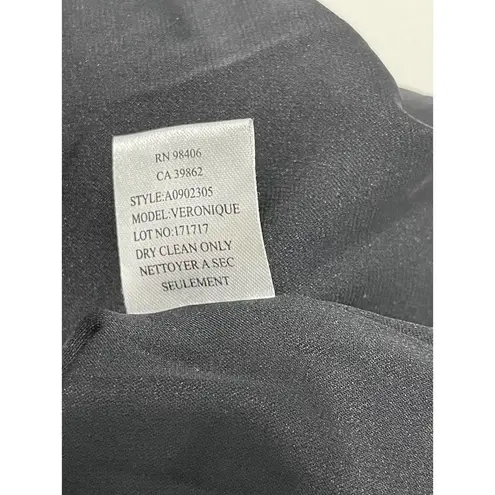 RN 98406
CA 39862
STYLE:A0902305
MODEL:VERONIQUE
LOT NO:171717
DRY CLEAN ONLY
NETTOYER A SEC
SEULEMENT